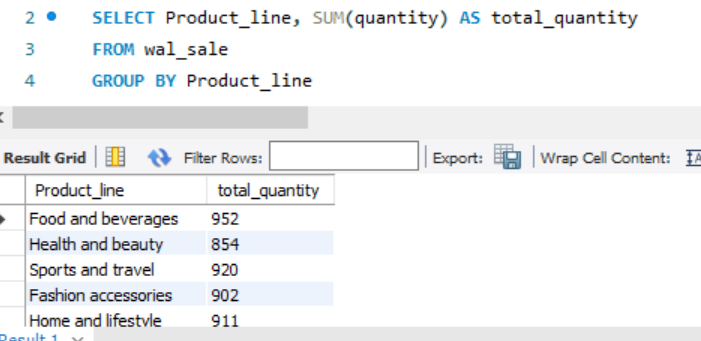 2 SELECT Product_line, SUM(quantity) AS total_quantity
3 FROM wal_sale
4 GROUP BY Product_line
Result Grid Filter Rows: Export: Wrap Cell Content:
Product_line total_quantity
Food and beverages 952
Health and beauty 854
Sports and travel 920
Fashion accessories 902
Home and lifestyle 911
Result 1